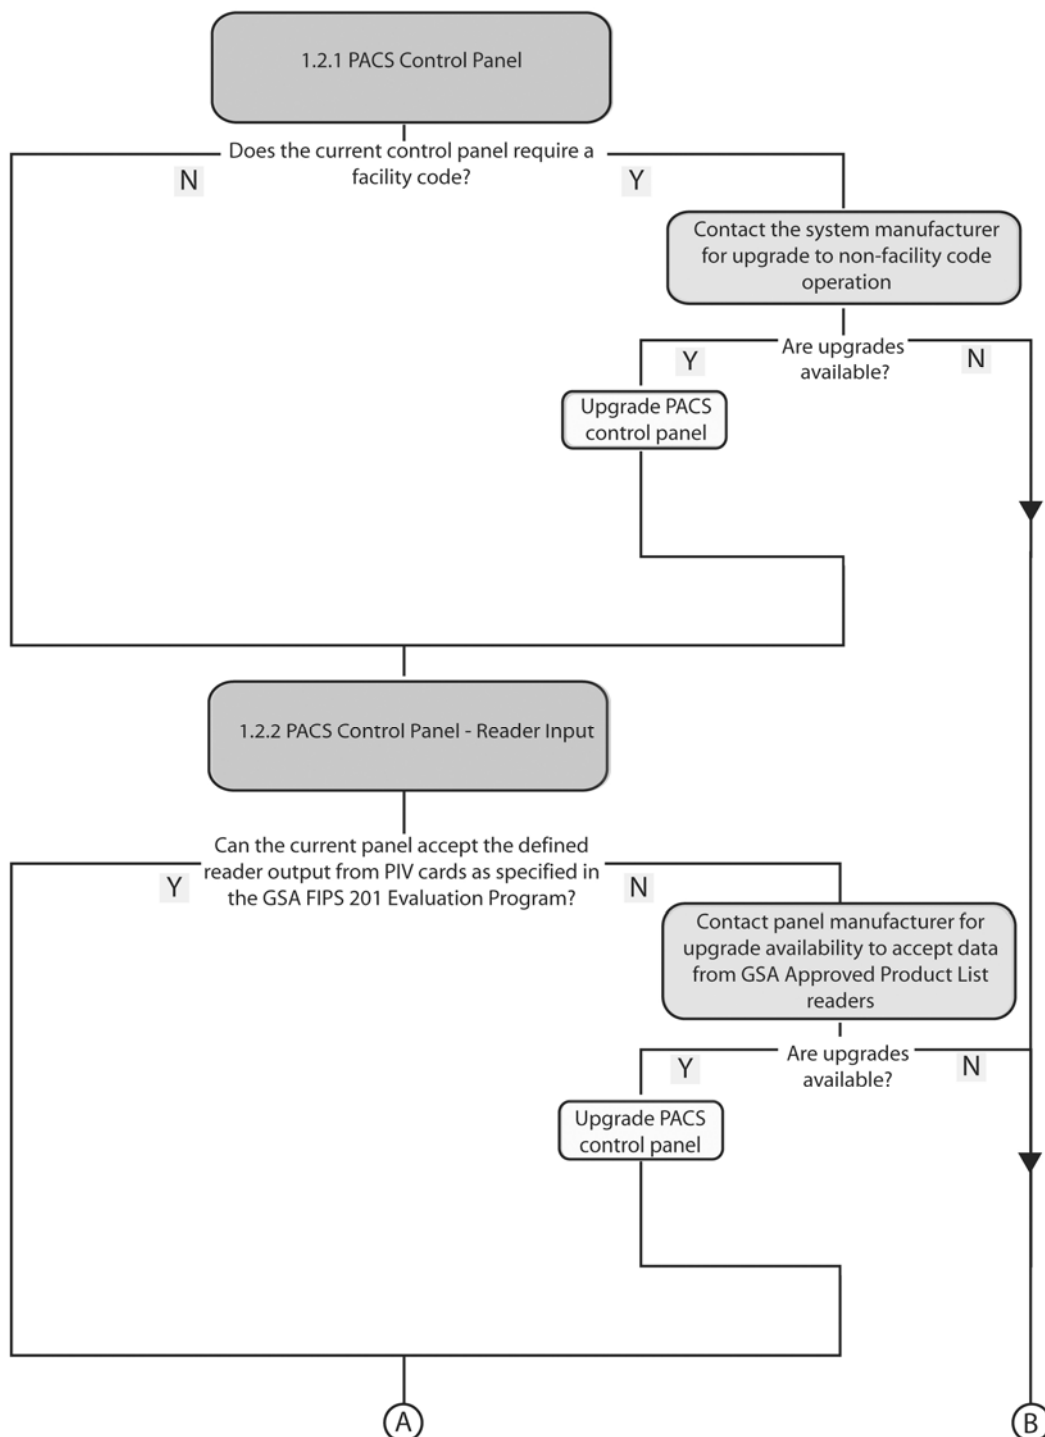 1.2.1 PACS Control Panel
Does the current control panel require a
facility code?
N
Y
Contact the system manufacturer
for upgrade to non-facility code
operation
Are upgrades
available?
Y
N
Upgrade PACS
control panel
1.2.2 PACS Control Panel - Reader Input
Can the current panel accept the defined
reader output from PIV cards as specified in
the GSA FIPS 201 Evaluation Program?
Y
N
Contact panel manufacturer for
upgrade availability to accept data
from GSA Approved Product List
readers
Are upgrades
available?
Y
N
Upgrade PACS
control panel
A
B